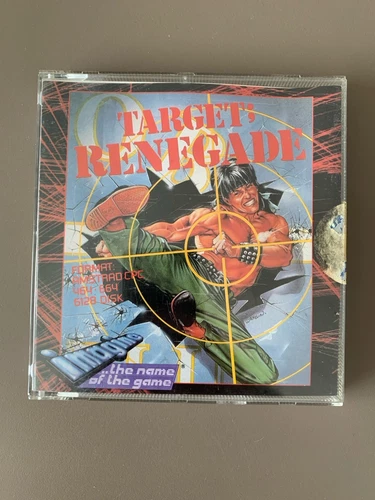 TARGET;
RENEGADE
FORMAT
AMSTRAD CPC
464·664
6128 DISK
Imagine
...the name
of the game